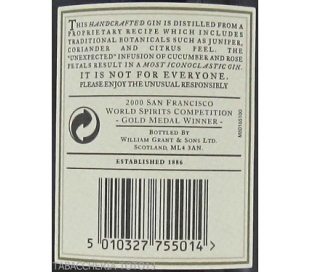 THIS HANDCRAFTED GIN IS DISTILLED FROM A
PROPRIETARY RECIPE WHICH INCLUDES
TRADITIONAL BOTANICALS SUCH AS JUNIPER,
CORIANDER AND CITRUS PEEL. THE
"UNEXPECTED" INFUSION OF CUCUMBER AND ROSE
PETALS RESULT IN A MOST ICONOCLASTIC GIN.
IT IS NOT FOR EVERYONE.
PLEASE ENJOY THE UNUSUAL RESPONSIBLY
2000 SAN FRANCISCO
WORLD SPIRITS COMPETITION
- GOLD MEDAL WINNER -
BOTTLED BY
WILLIAM GRANT & SONS LTD.
SCOTLAND, ML4 3AN.
ESTABLISHED 1886
5 010327 755014 >